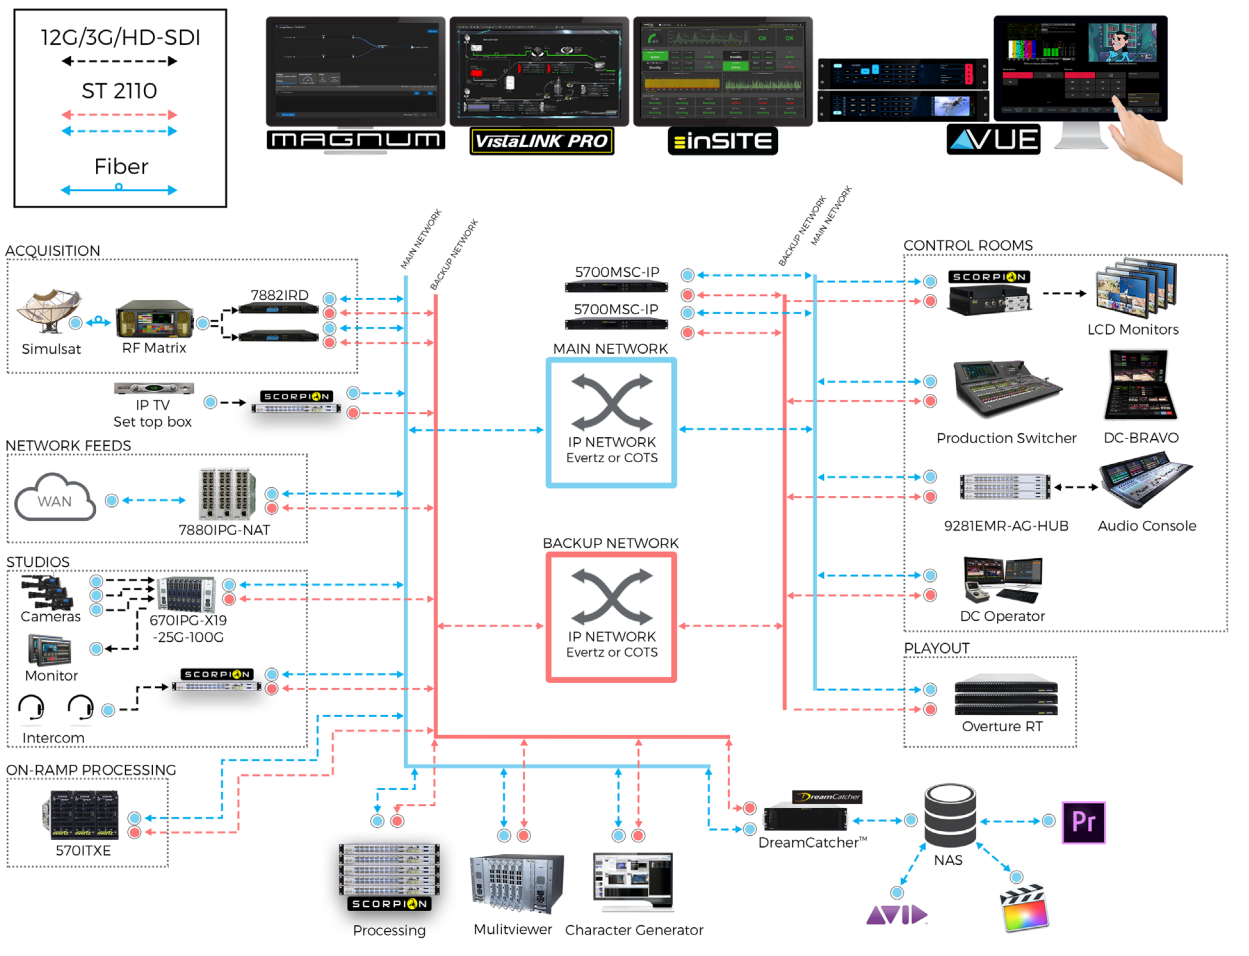 12G/3G/HD-SDI
ST 2110
Fiber
MAGNUM
VistaLINK PRO
inSITE
VUE
MAIN NETWORK
BACKUP NETWORK
BACKUP NETWORK
MAIN NETWORK
ACQUISITION
Simulsat
RF Matrix
7882IRD
IP TV
Set top box
SCORPION
NETWORK FEEDS
WAN
7880IPG-NAT
STUDIOS
Cameras
670IPG-X19
-25G-100G
Monitor
SCORPION
Intercom
ON-RAMP PROCESSING
570ITXE
5700MSC-IP
5700MSC-IP
MAIN NETWORK
IP NETWORK
Evertz or COTS
BACKUP NETWORK
IP NETWORK
Evertz or COTS
CONTROL ROOMS
SCORPION
LCD Monitors
Production Switcher
DC-BRAVO
9281EMR-AG-HUB
Audio Console
DC Operator
PLAYOUT
Overture RT
SCORPION
Processing
Mulitviewer
Character Generator
DreamCatcher
DreamCatcher™
NAS
Pr
AVID